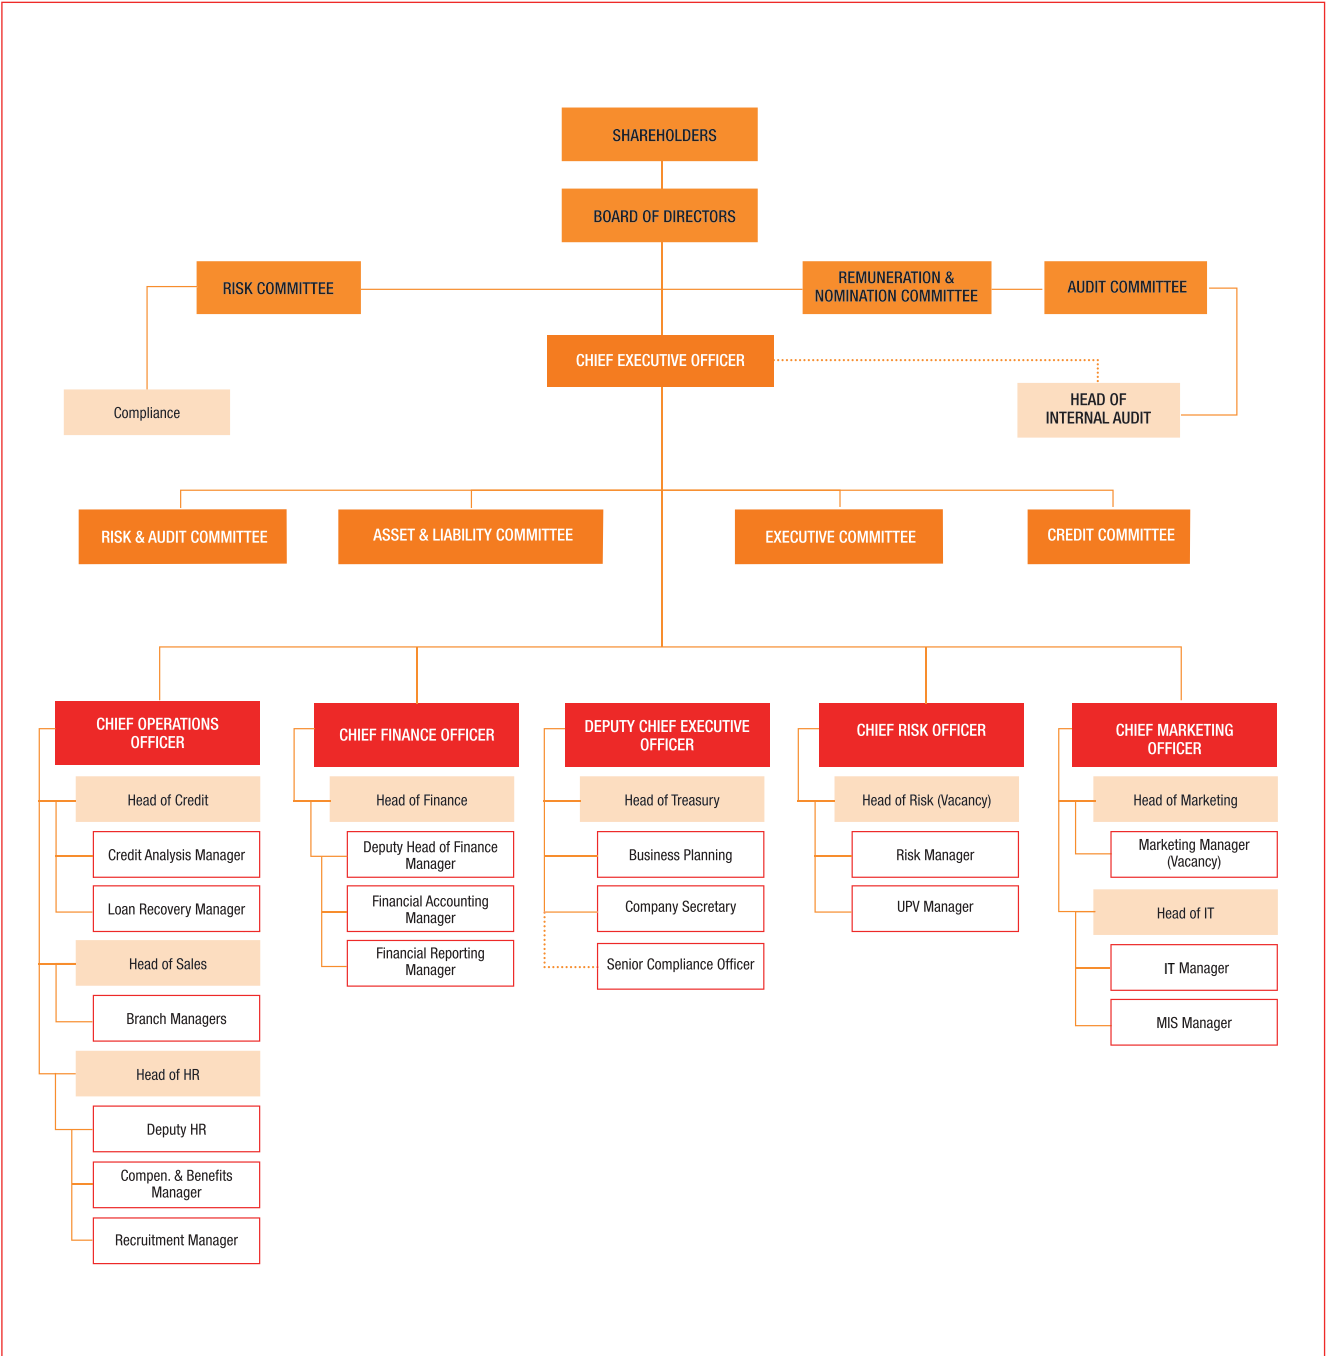 SHAREHOLDERS
BOARD OF DIRECTORS
RISK COMMITTEE
REMUNERATION &
NOMINATION COMMITTEE
AUDIT COMMITTEE
CHIEF EXECUTIVE OFFICER
Compliance
HEAD OF
INTERNAL AUDIT
RISK & AUDIT COMMITTEE
ASSET & LIABILITY COMMITTEE
EXECUTIVE COMMITTEE
CREDIT COMMITTEE
CHIEF OPERATIONS
OFFICER
Head of Credit
Credit Analysis Manager
Loan Recovery Manager
Head of Sales
Branch Managers
Head of HR
Deputy HR
Compen. & Benefits
Manager
Recruitment Manager
CHIEF FINANCE OFFICER
Head of Finance
Deputy Head of Finance
Manager
Financial Accounting
Manager
Financial Reporting
Manager
DEPUTY CHIEF EXECUTIVE
OFFICER
Head of Treasury
Business Planning
Company Secretary
Senior Compliance Officer
CHIEF RISK OFFICER
Head of Risk (Vacancy)
Risk Manager
UPV Manager
CHIEF MARKETING
OFFICER
Head of Marketing
Marketing Manager
(Vacancy)
Head of IT
IT Manager
MIS Manager